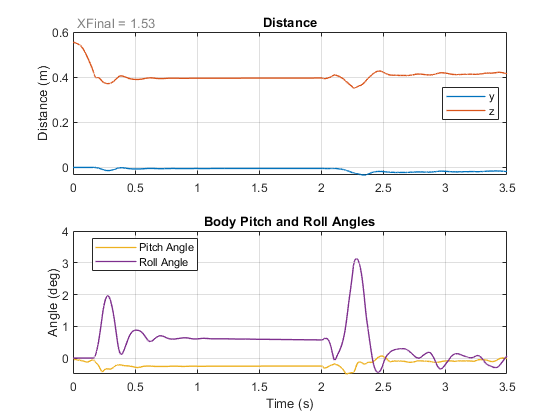 XFinal = 1.53
Distance
0.6
0.4
0.2
0
Distance (m)
y
z
0 0.5 1 1.5 2 2.5 3 3.5
Body Pitch and Roll Angles
4
3
2
1
0
Angle (deg)
Pitch Angle
Roll Angle
0 0.5 1 1.5 2 2.5 3 3.5
Time (s)